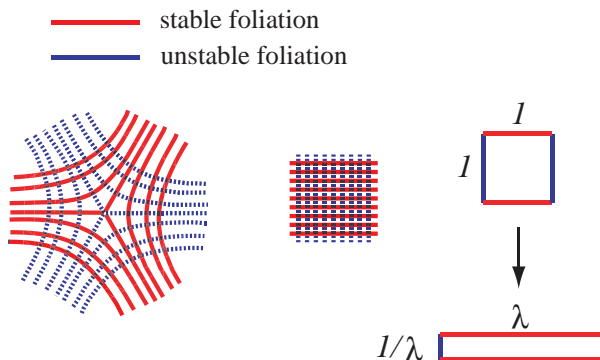 stable foliation
unstable foliation
1
1
λ
1/λ